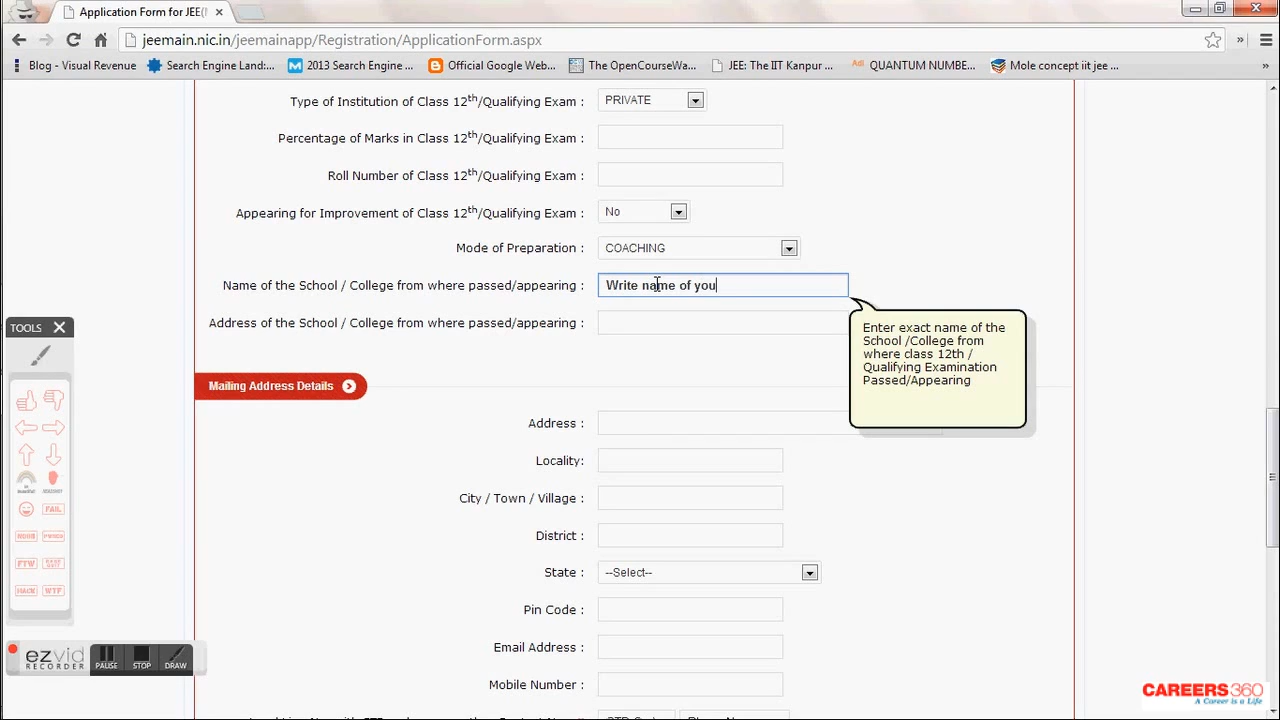 Application Form for JEE(
jeemain.nic.in/jeemainapp/Registration/ApplicationForm.aspx
Blog - Visual Revenue
Search Engine Land:...
2013 Search Engine ...
Official Google Web...
The OpenCourseWa...
JEE: The IIT Kanpur ...
QUANTUM NUMBE...
Mole concept iit jee ...
Type of Institution of Class 12th/Qualifying Exam : PRIVATE
Percentage of Marks in Class 12th/Qualifying Exam :
Roll Number of Class 12th/Qualifying Exam :
Appearing for Improvement of Class 12th/Qualifying Exam : No
Mode of Preparation : COACHING
Name of the School / College from where passed/appearing : Write name of you
Address of the School / College from where passed/appearing :
Enter exact name of the
School /College from
where class 12th /
Qualifying Examination
Passed/Appearing
TOOLS
Mailing Address Details
Address :
Locality:
City / Town / Village :
District :
State : --Select--
Pin Code :
Email Address :
Mobile Number :
FAIL
FTW
HACK WTF
ezvid
RECORDER
PAUSE STOP DRAW
CAREERS360
A Career is a Life